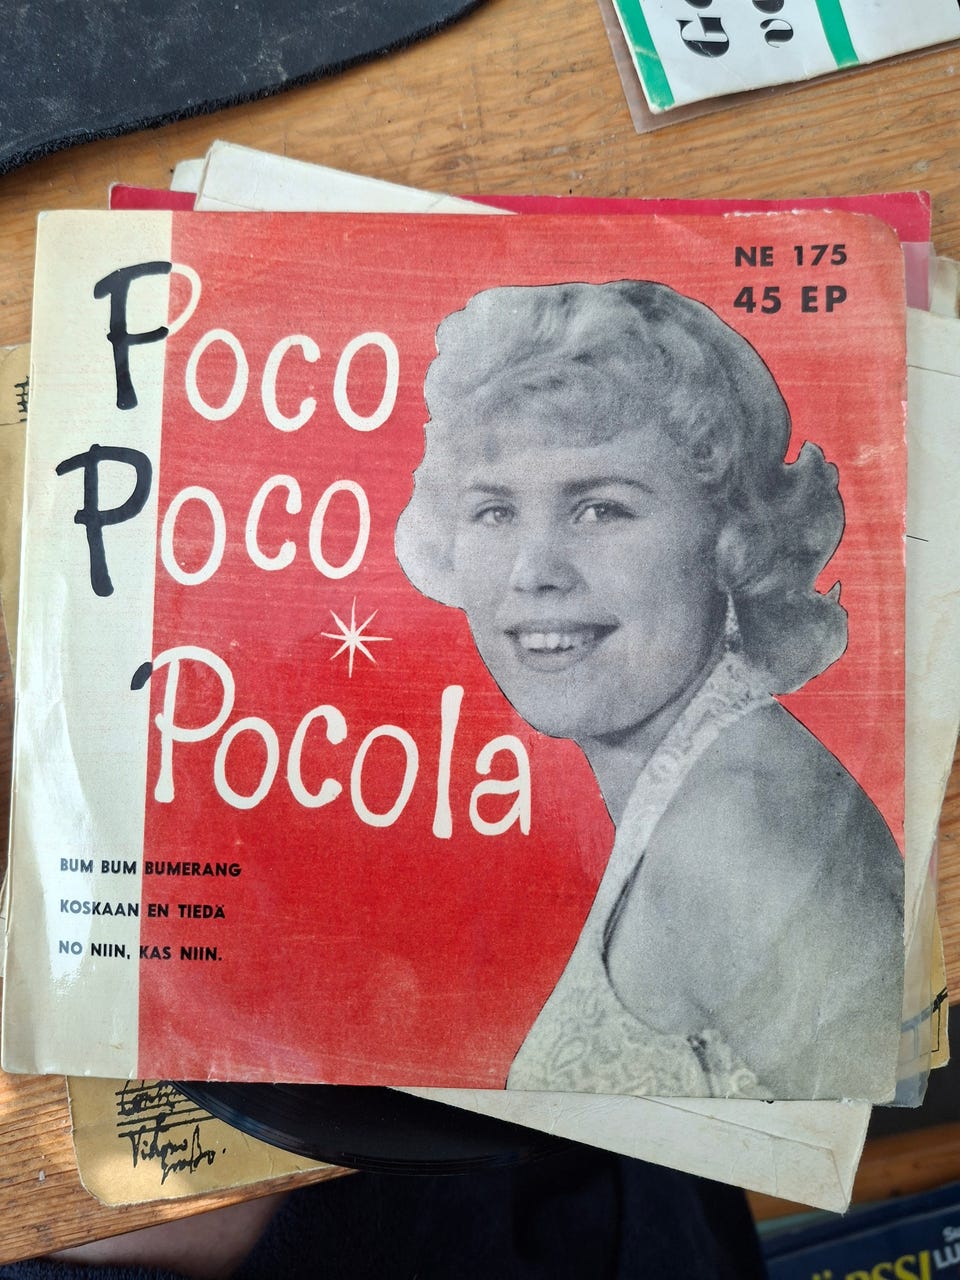 NE 175
45 EP
Poco
Poco
Pocola
BUM BUM BUMERANG
KOSKAAN EN TIEDÄ
NO NIIN, KAS NIIN.